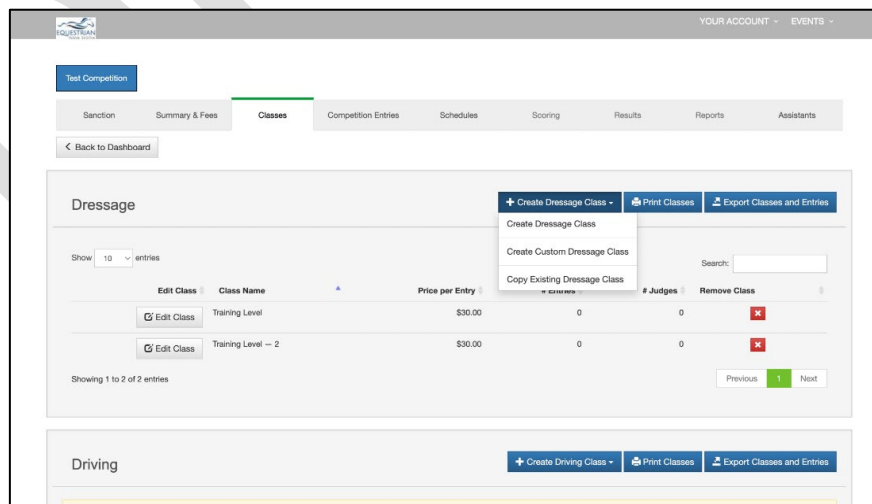 EQUESTRIAN
YOUR ACCOUNT EVENTS
Test Competition
Sanction Summary & Fees Classes Competition Entries Schedules Scoring Results Reports Assistants
Back to Dashboard
Dressage
+ Create Dressage Class Print Classes Export Classes and Entries
Create Dressage Class
Create Custom Dressage Class
Copy Existing Dressage Class
Show 10 entries
Search:
Edit Class Class Name Price per Entry # Entries # Judges Remove Class
Edit Class Training Level $30.00 0 0
Edit Class Training Level — 2 $30.00 0 0
Showing 1 to 2 of 2 entries
Previous 1 Next
Driving
+ Create Driving Class Print Classes Export Classes and Entries